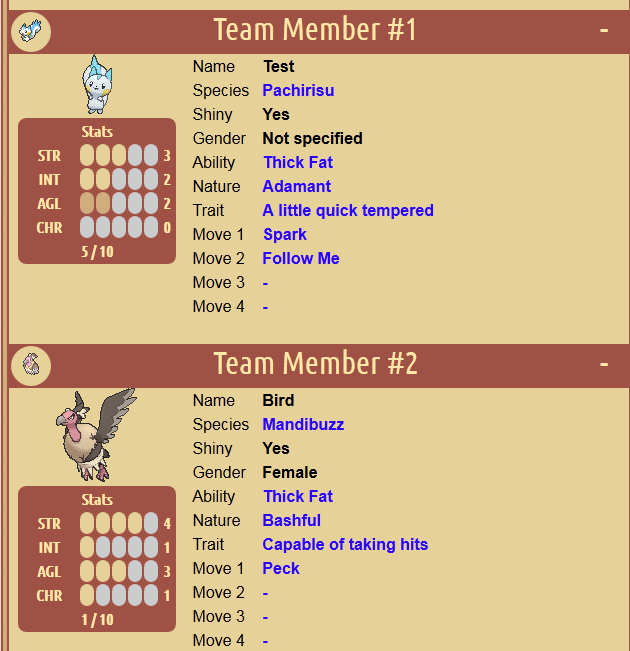 Team Member #1
-
Name Test
Species Pachirisu
Shiny Yes
Gender Not specified
Ability Thick Fat
Nature Adamant
Trait A little quick tempered
Move 1 Spark
Move 2 Follow Me
Move 3 -
Move 4 -
Stats
STR 3
INT 2
AGL 2
CHR 0
5 / 10
Team Member #2
-
Name Bird
Species Mandibuzz
Shiny Yes
Gender Female
Ability Thick Fat
Nature Bashful
Trait Capable of taking hits
Move 1 Peck
Move 2 -
Move 3 -
Move 4 -
Stats
STR 4
INT 1
AGL 3
CHR 1
1 / 10